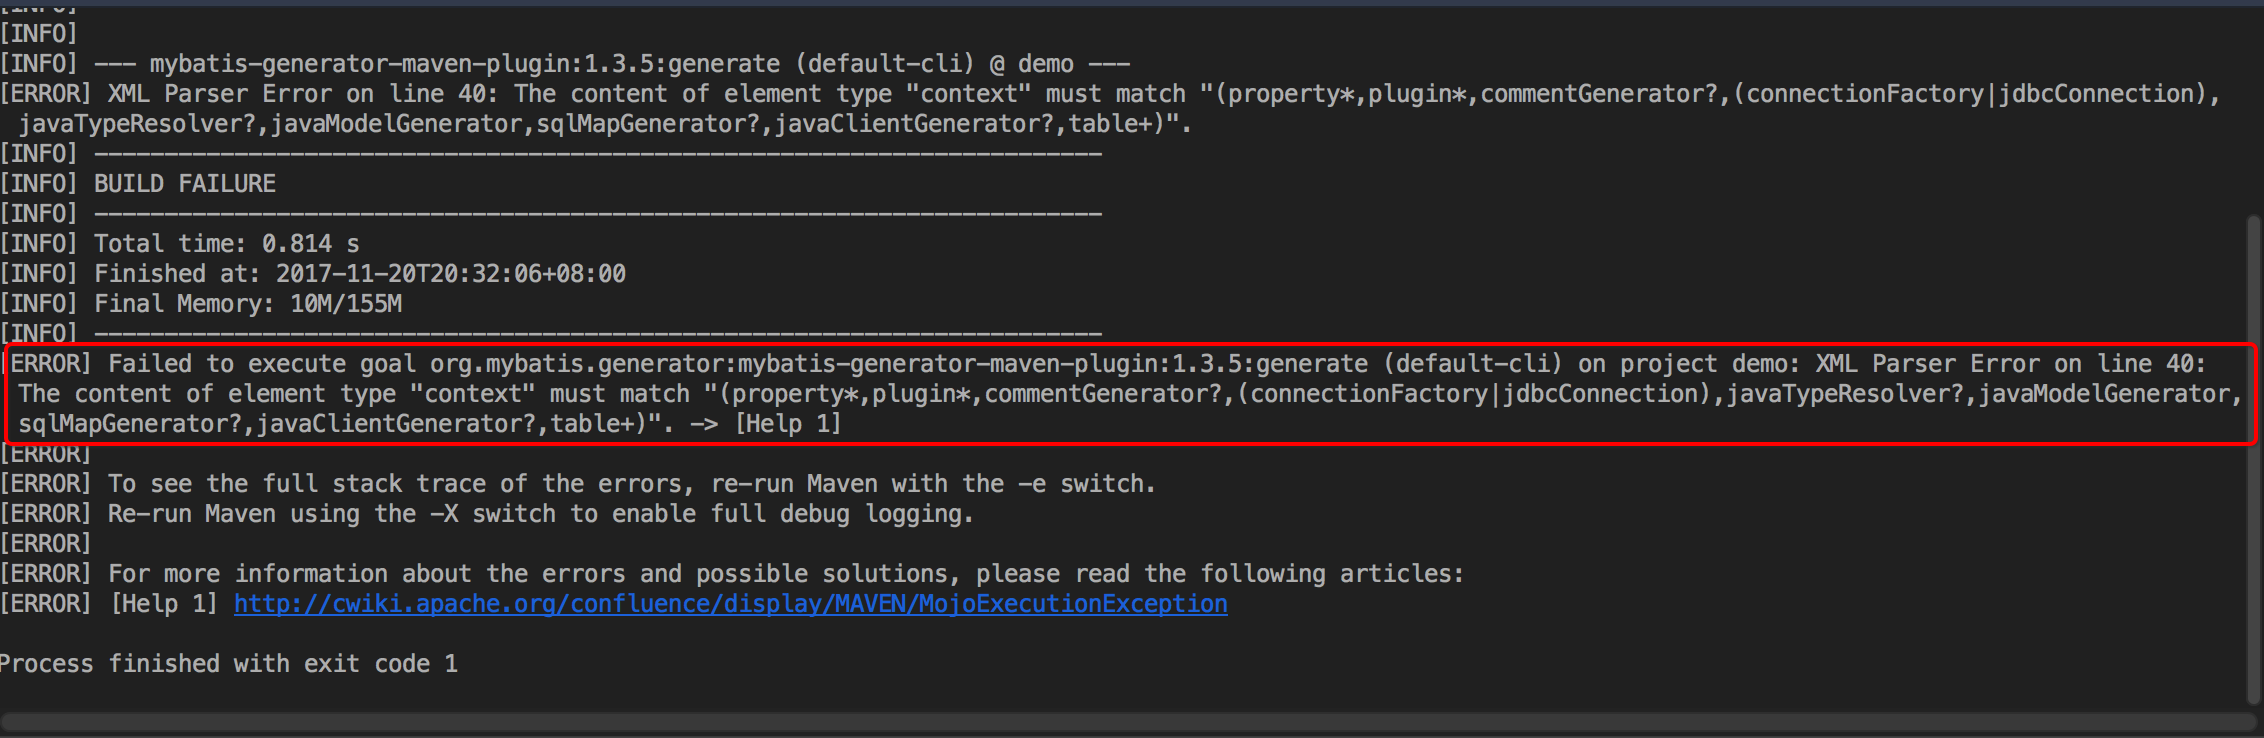 [INFO]
[INFO]
[INFO] --- mybatis-generator-maven-plugin:1.3.5:generate (default-cli) @ demo ---
[ERROR] XML Parser Error on line 40: The content of element type "context" must match "(property*,plugin*,commentGenerator?,(connectionFactory|jdbcConnection),
javaTypeResolver?,javaModelGenerator,sqlMapGenerator?,javaClientGenerator?,table+)".
[INFO] ------------------------------------------------------------------------
[INFO] BUILD FAILURE
[INFO] ------------------------------------------------------------------------
[INFO] Total time: 0.814 s
[INFO] Finished at: 2017-11-20T20:32:06+08:00
[INFO] Final Memory: 10M/155M
[INFO] ------------------------------------------------------------------------
[ERROR] Failed to execute goal org.mybatis.generator:mybatis-generator-maven-plugin:1.3.5:generate (default-cli) on project demo: XML Parser Error on line 40:
The content of element type "context" must match "(property*,plugin*,commentGenerator?,(connectionFactory|jdbcConnection),javaTypeResolver?,javaModelGenerator,
sqlMapGenerator?,javaClientGenerator?,table+)". -> [Help 1]
[ERROR]
[ERROR] To see the full stack trace of the errors, re-run Maven with the -e switch.
[ERROR] Re-run Maven using the -X switch to enable full debug logging.
[ERROR]
[ERROR] For more information about the errors and possible solutions, please read the following articles:
[ERROR] [Help 1] http://cwiki.apache.org/confluence/display/MAVEN/MojoExecutionException
Process finished with exit code 1